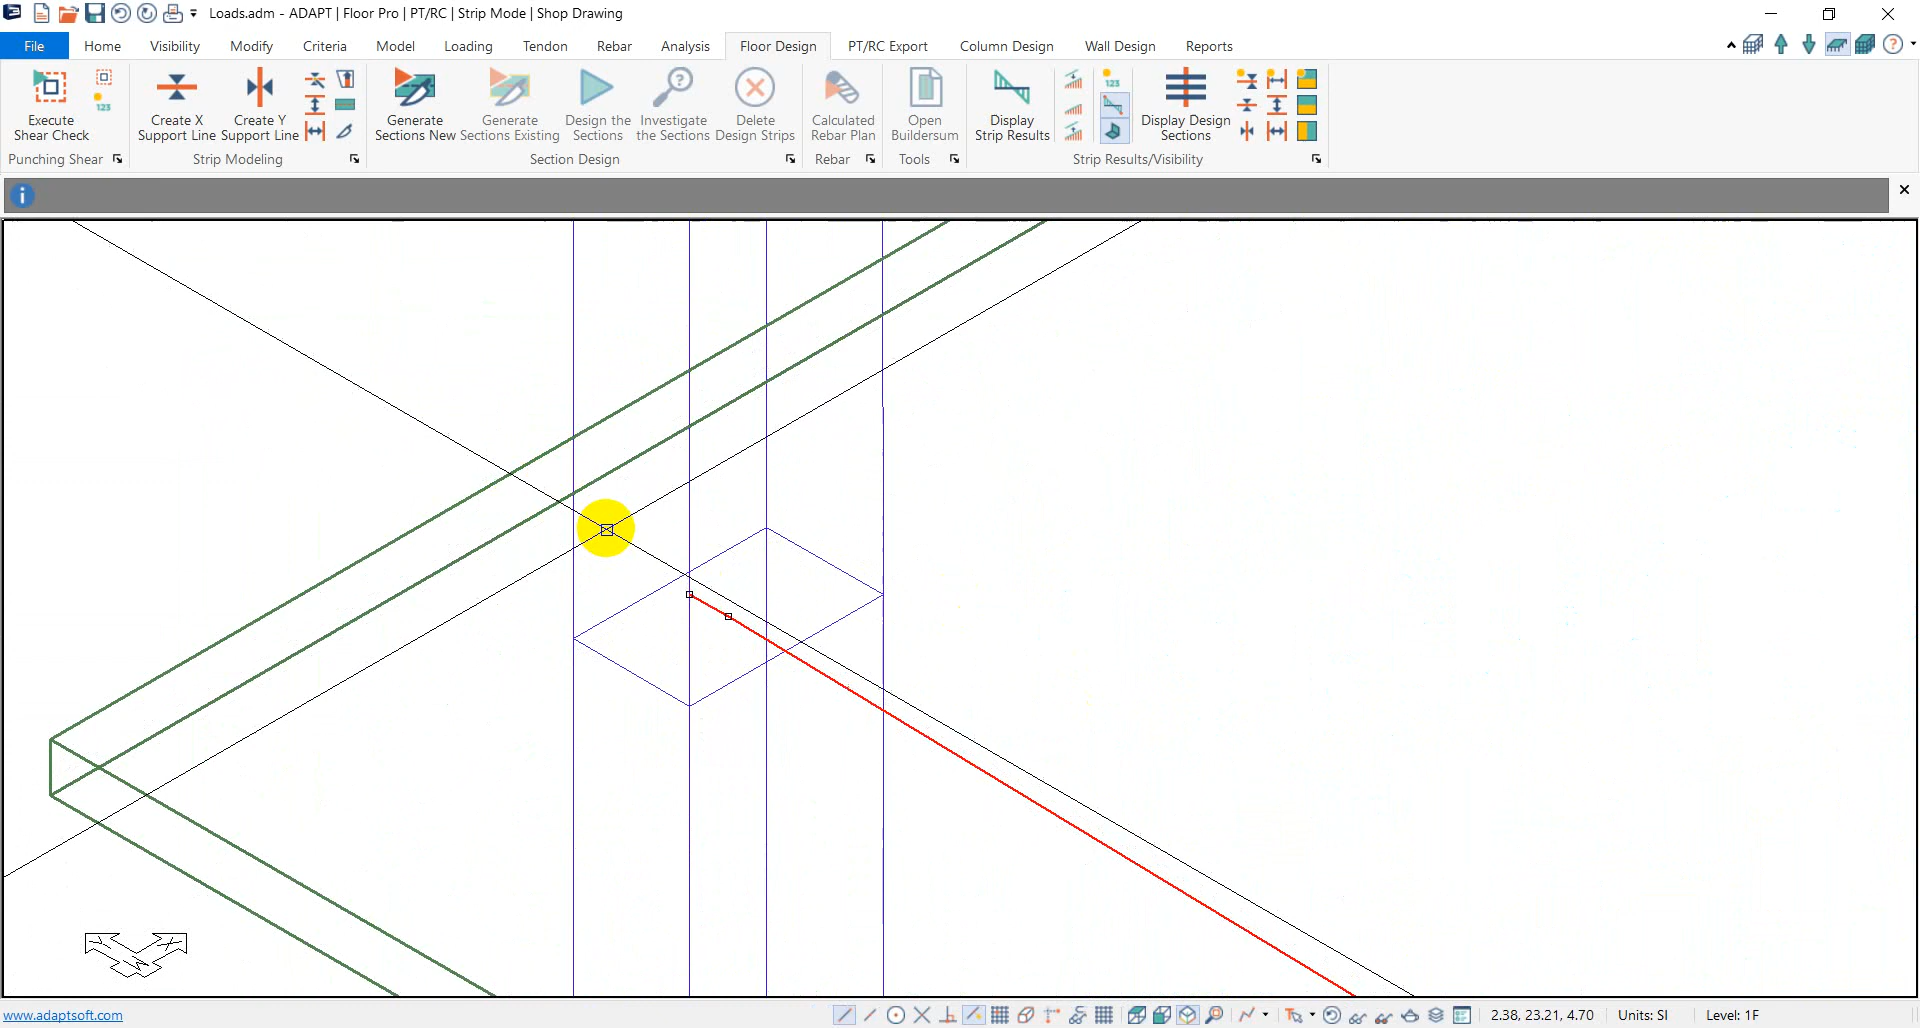 Loads.adm - ADAPT | Floor Pro | PT/RC | Strip Mode | Shop Drawing
File Home Visibility Modify Criteria Model Loading Tendon Rebar Analysis Floor Design PT/RC Export Column Design Wall Design Reports
Execute Shear Check
Create X Support Line
Create Y Support Line
Generate Sections New
Generate Sections Existing
Design the Sections
Investigate the Sections
Delete Design Strips
Calculated Rebar Plan
Open Buildersum
Display Strip Results
Display Design Sections
123
123
Punching Shear Strip Modeling Section Design Rebar Tools Strip Results/Visibility
Y X
www.adaptsoft.com 2.38, 23.21, 4.70 Units: SI Level: 1F